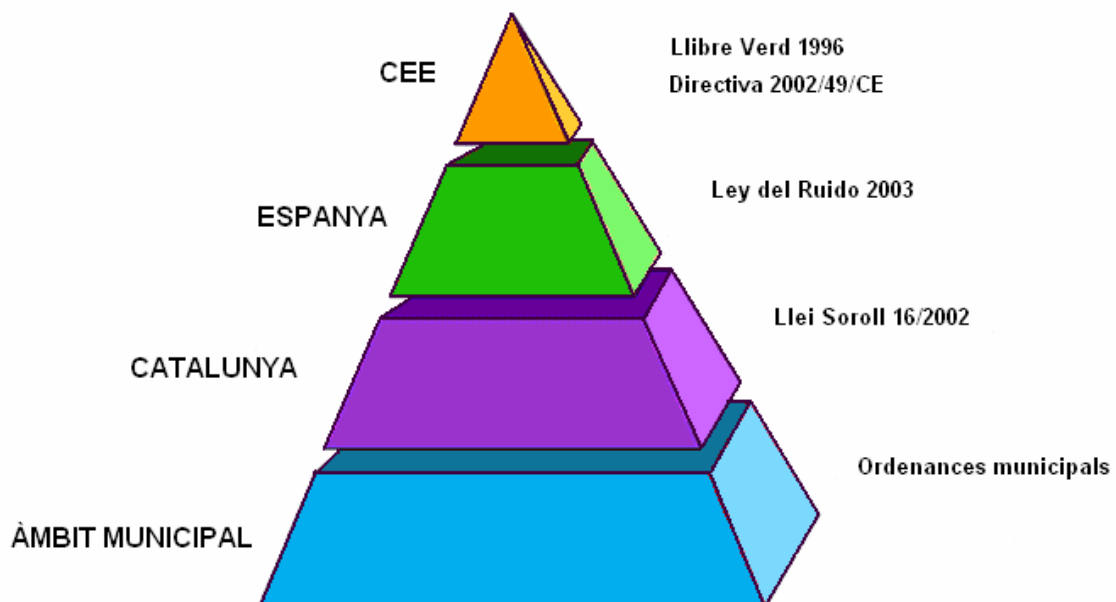 CEE
Llibre Verd 1996
Directiva 2002/49/CE
ESPANYA
Ley del Ruido 2003
CATALUNYA
Llei Soroll 16/2002
ÀMBIT MUNICIPAL
Ordenances municipals